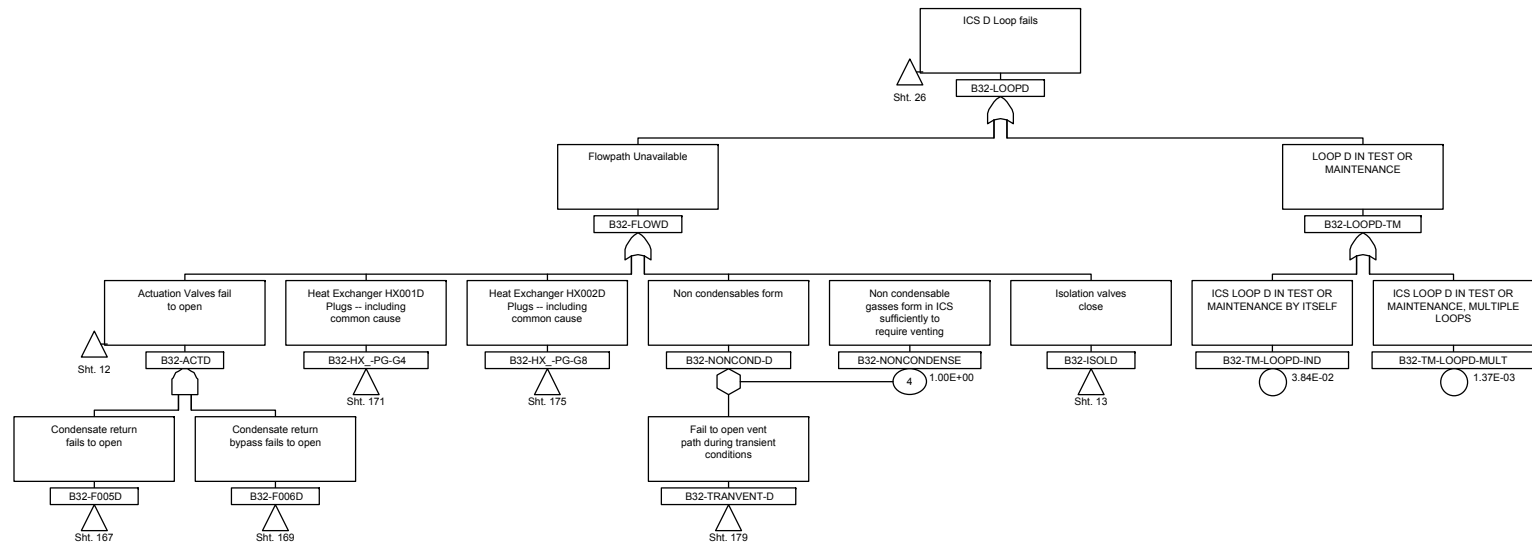 ICS D Loop fails
Sht. 26
B32-LOOPD
Flowpath Unavailable
B32-FLOWD
LOOP D IN TEST OR
MAINTENANCE
B32-LOOPD-TM
Actuation Valves fail
to open
Sht. 12
B32-ACTD
Heat Exchanger HX001D
Plugs -- including
common cause
B32-HX_-PG-G4
Sht. 171
Heat Exchanger HX002D
Plugs -- including
common cause
B32-HX_-PG-G8
Sht. 175
Non condensables form
B32-NONCOND-D
Non condensable
gasses form in ICS
sufficiently to
require venting
B32-NONCONDENSE
4
1.00E+00
Isolation valves
close
B32-ISOLD
Sht. 13
ICS LOOP D IN TEST OR
MAINTENANCE BY ITSELF
B32-TM-LOOPD-IND
3.84E-02
ICS LOOP D IN TEST OR
MAINTENANCE, MULTIPLE
LOOPS
B32-TM-LOOPD-MULT
1.37E-03
Condensate return
fails to open
B32-F005D
Sht. 167
Condensate return
bypass fails to open
B32-F006D
Sht. 169
Fail to open vent
path during transient
conditions
B32-TRANVENT-D
Sht. 179